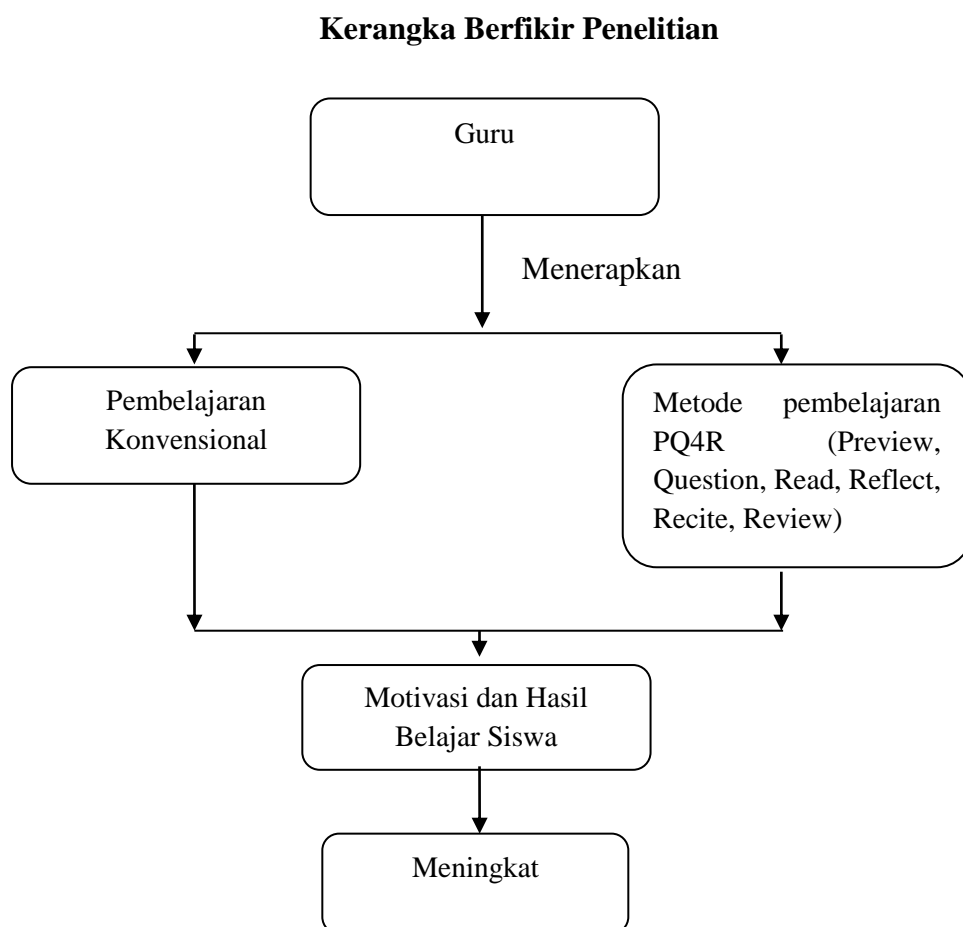 Kerangka Berfikir Penelitian
Guru
Menerapkan
Pembelajaran
Konvensional
Metode pembelajaran
PQ4R (Preview,
Question, Read, Reflect,
Recite, Review)
Motivasi dan Hasil
Belajar Siswa
Meningkat